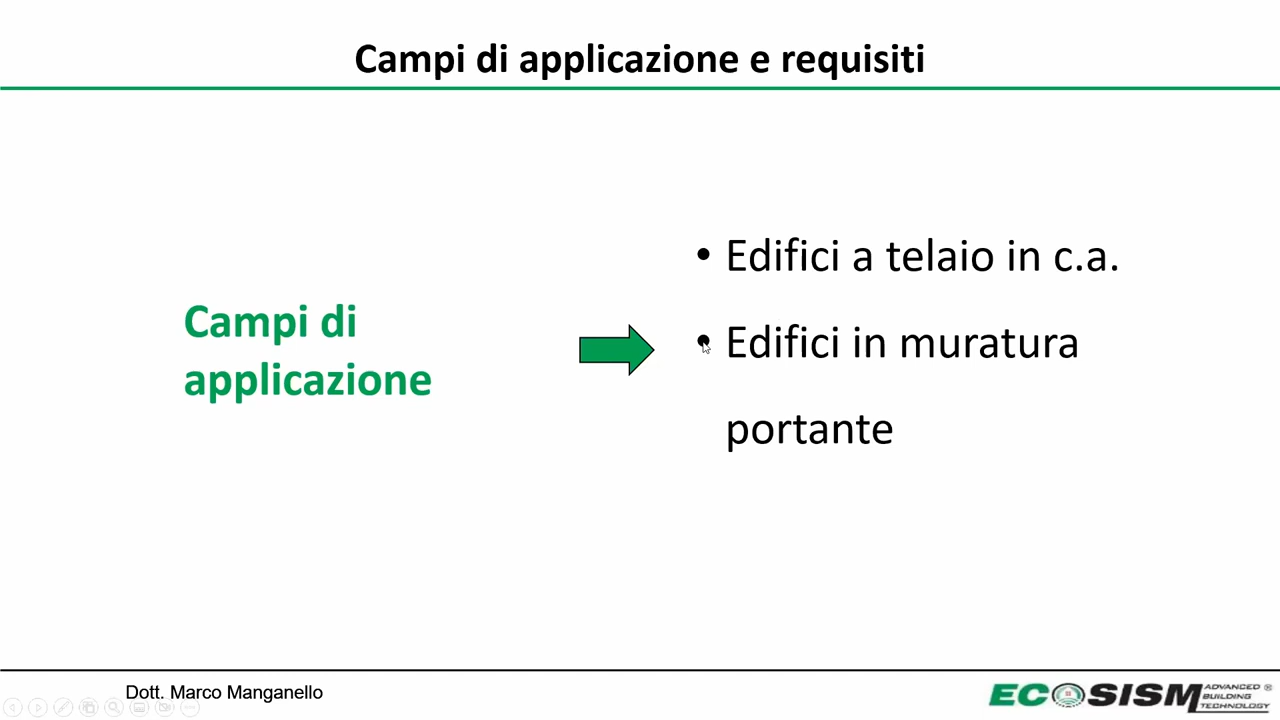 Campi di applicazione e requisiti
Campi di
applicazione
• Edifici a telaio in c.a.
• Edifici in muratura
portante
Dott. Marco Manganello
ECOSISM ADVANCED ®
BUILDING
TECHNOLOGY